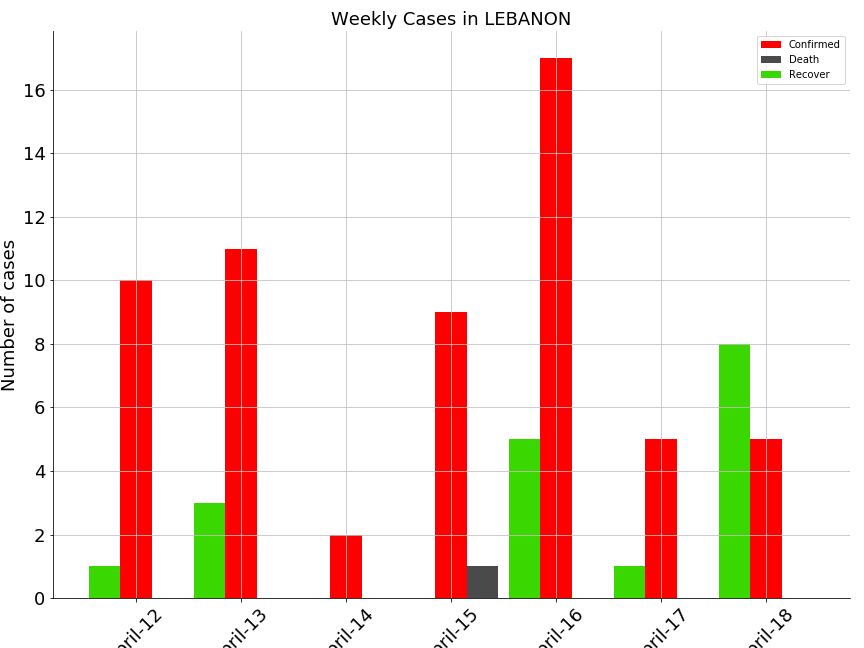 Weekly Cases in LEBANON
Confirmed
Death
Recover
Number of cases
16
14
12
10
8
6
4
2
0
pril-12
pril-13
pril-14
pril-15
pril-16
pril-17
pril-18